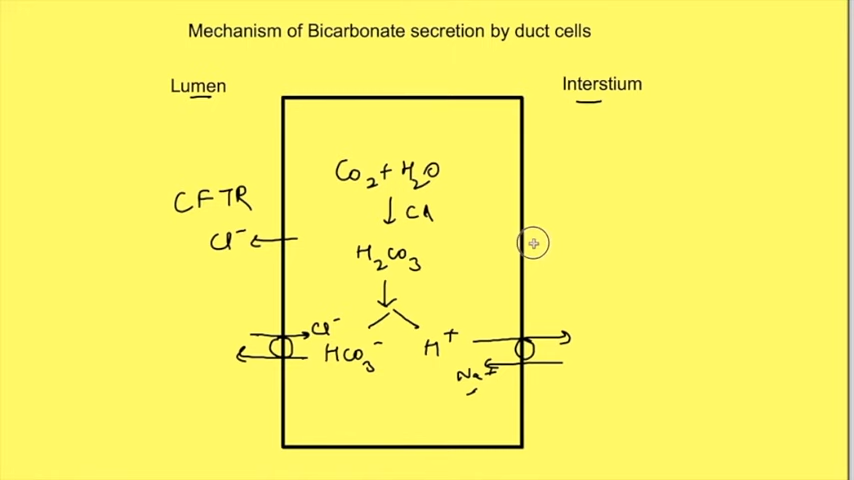 Mechanism of Bicarbonate secretion by duct cells
Lumen
Interstium
CO2 + H2O
CFTR
CA
Cl-
H2CO3
Cl-
HCO3-
H+
Na+